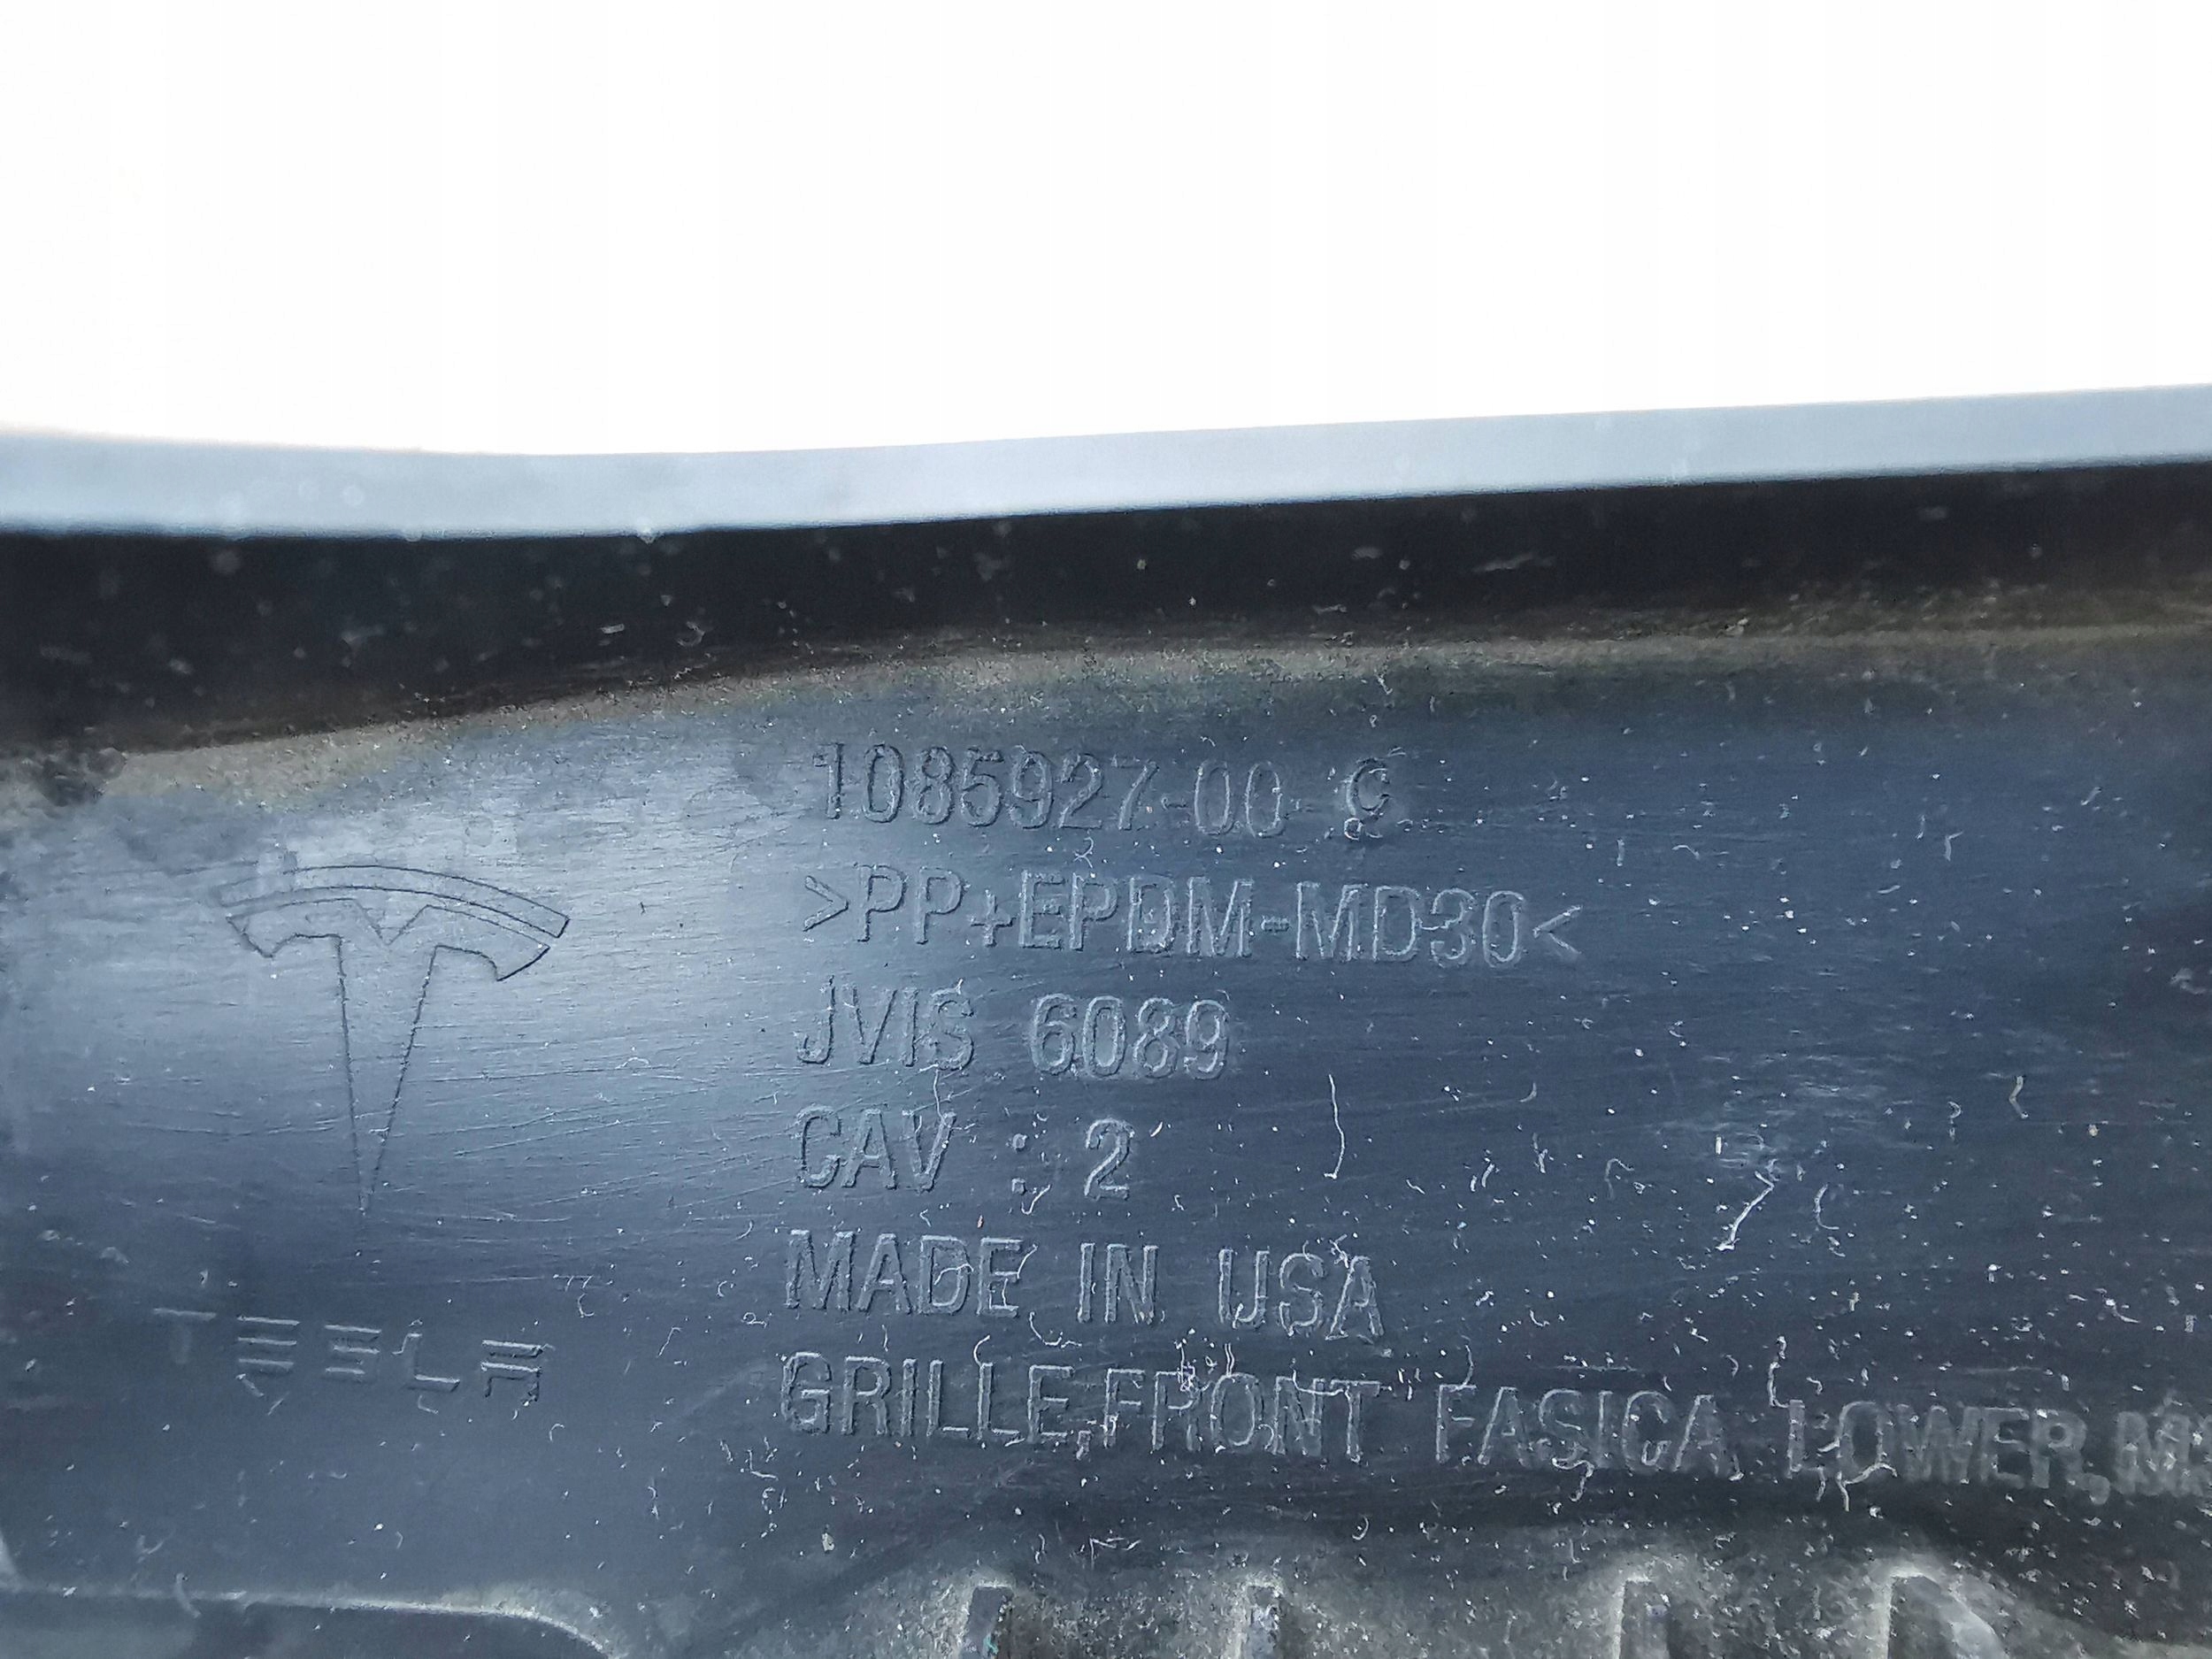 1085927-00-C
>PP+EPDM-MD30<
JVIS 6089
CAV : 2
MADE IN USA
TESLA
GRILLE,FRONT FASICA, LOWER,